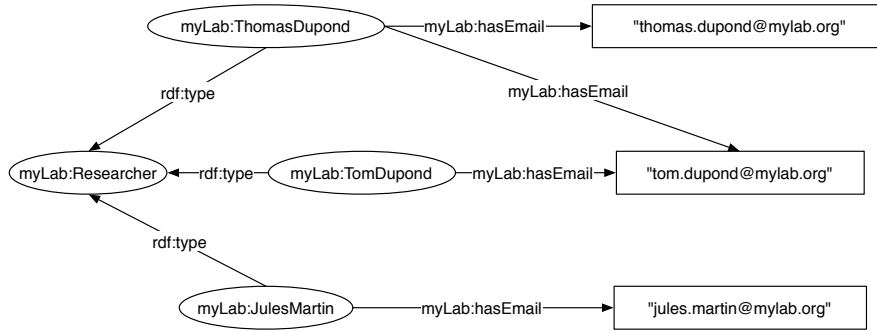 myLab:ThomasDupond
myLab:hasEmail
"thomas.dupond@mylab.org"
myLab:hasEmail
rdf:type
myLab:Researcher
rdf:type
myLab:TomDupond
myLab:hasEmail
"tom.dupond@mylab.org"
rdf:type
myLab:JulesMartin
myLab:hasEmail
"jules.martin@mylab.org"